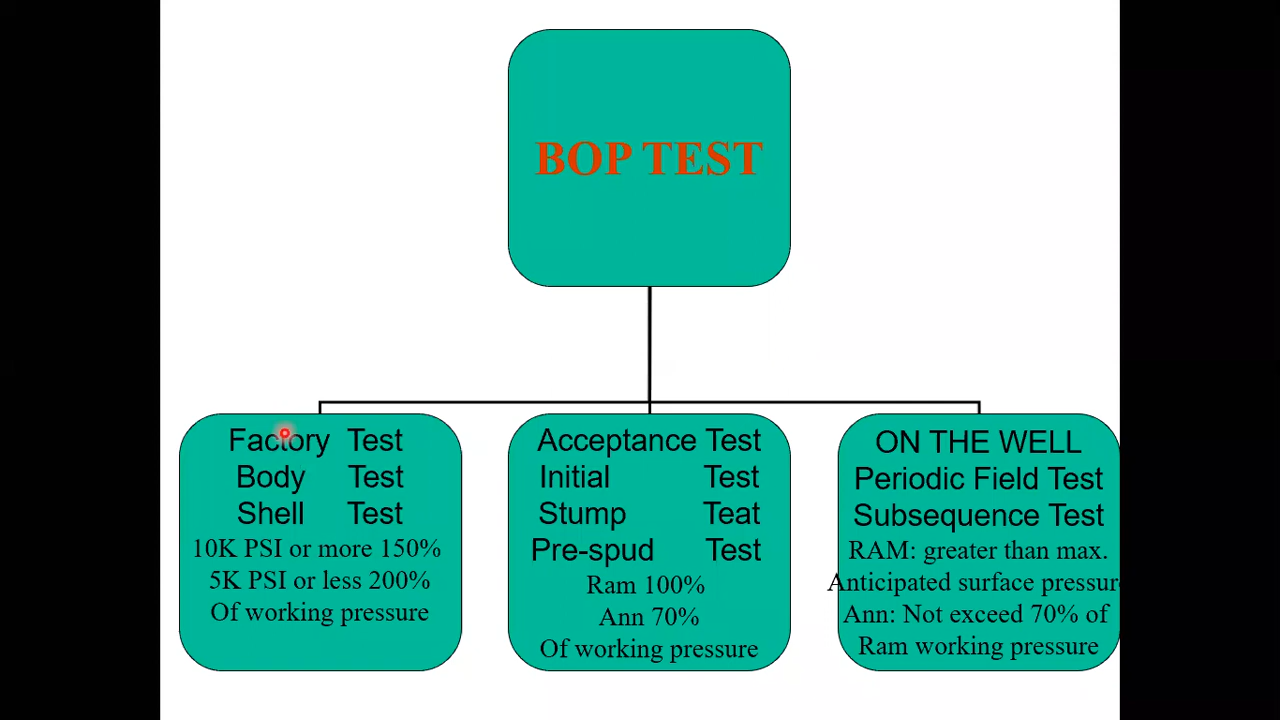 BOP TEST
Factory Test
Body Test
Shell Test
10K PSI or more 150%
5K PSI or less 200%
Of working pressure
Acceptance Test
Initial Test
Stump Teat
Pre-spud Test
Ram 100%
Ann 70%
Of working pressure
ON THE WELL
Periodic Field Test
Subsequence Test
RAM: greater than max.
Anticipated surface pressur
Ann: Not exceed 70% of
Ram working pressure